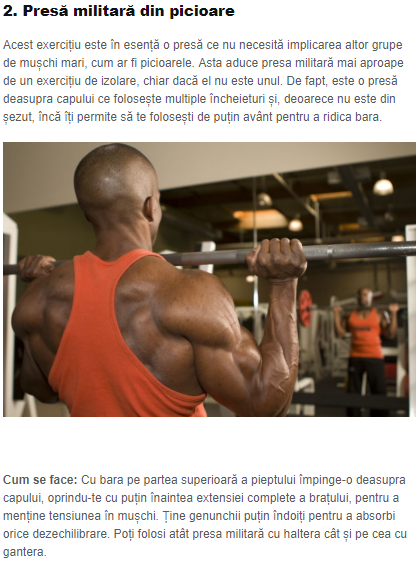 2. Presă militară din picioare
Acest exercițiu este în esență o presă ce nu necesită implicarea altor grupe
de mușchi mari, cum ar fi picioarele. Asta aduce presa militară mai aproape
de un exercițiu de izolare, chiar dacă el nu este unul. De fapt, este o presă
deasupra capului ce folosește multiple încheieturi și, deoarece nu este din
șezut, încă îți permite să te folosești de puțin avânt pentru a ridica bara.
Cum se face: Cu bara pe partea superioară a pieptului împinge-o deasupra
capului, oprindu-te cu puțin înaintea extensiei complete a brațului, pentru a
menține tensiunea în mușchi. Ține genunchii puțin îndoiți pentru a absorbi
orice dezechilibrare. Poți folosi atât presa militară cu haltera cât și pe cea cu
gantera.